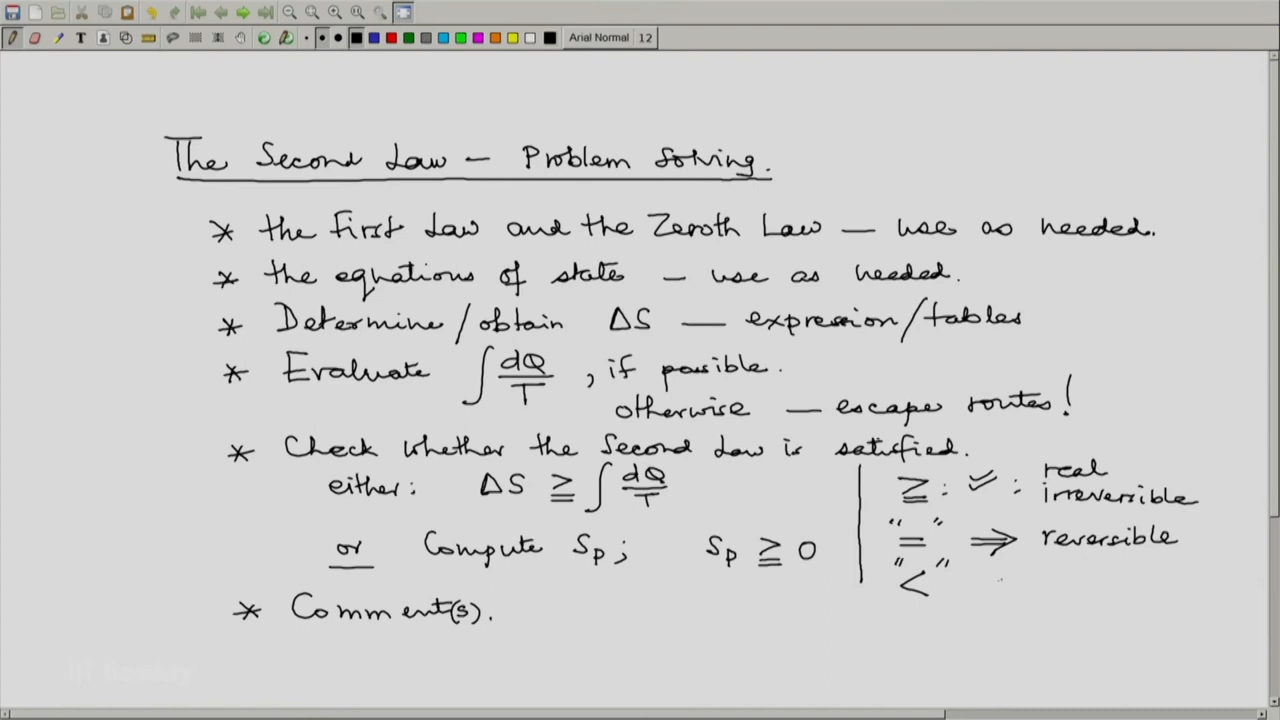 Arial Normal 12
The Second Law – Problem Solving.
* the First Law and the Zeroth Law – use as needed.
* the equations of state – use as needed.
* Determine/obtain ΔS — expression/tables
* Evaluate ∫ dQ/T , if possible.
otherwise — escape routes!
* Check whether the Second Law is satisfied.
either: ΔS ≧ ∫ dQ/T
or Compute Sp; Sp ≧ 0
≧ : ✓ : real irreversible
"=" ⇒ reversible
"<"
* Comment(s).